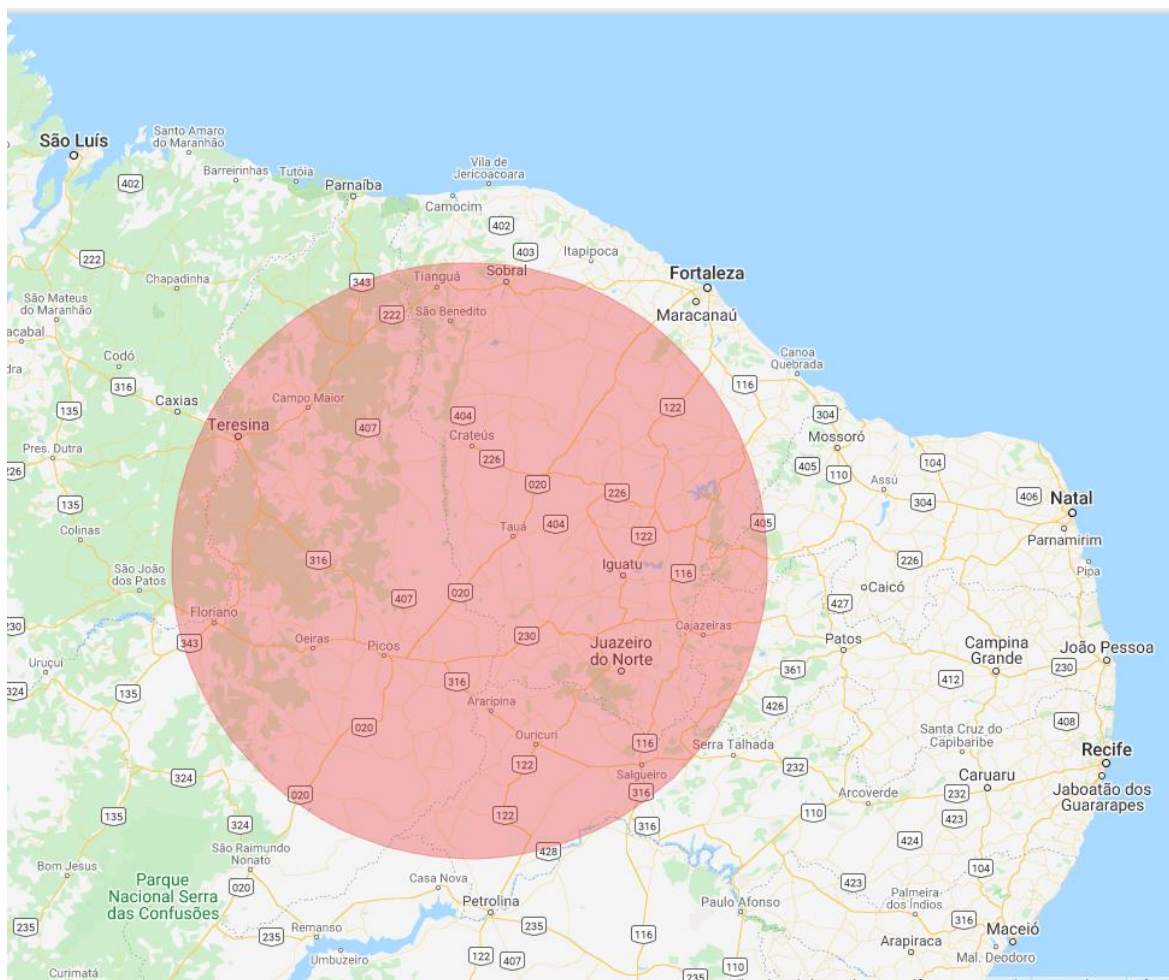 São Luís
Santo Amaro
do Maranhão
402
Barreirinhas
Tutóia
Parnaíba
Vila de
Jericoacoara
Camocim
402
403
Itapipoca
222
Chapadinha
343
Tianguá
Sobral
Fortaleza
São Mateus
do Maranhão
222
São Benedito
Maracanaú
acabal
dra
Codó
316
Caxias
135
Campo Maior
Teresina
407
404
Crateús
226
122
116
Canoa
Quebrada
304
Mossoró
405
110
104
Assú
304
406
Natal
Parnamirim
Pipa
Pres. Dutra
226
135
Colinas
020
226
404
Tauá
122
405
226
São João
dos Patos
316
407
020
Iguatu
116
Caicó
427
230
Floriano
343
Oeiras
Picos
230
Cajazeiras
Juazeiro
do Norte
Patos
Campina
Grande
João Pessoa
230
Uruçuí
324
135
316
Araripina
361
426
412
408
020
Ouricuri
116
Serra Talhada
Santa Cruz do
Capibaribe
Recife
324
122
Salgueiro
232
Caruaru
Jaboatão dos
Guararapes
020
316
Arcoverde
232
135
324
122
316
110
423
424
São Raimundo
Nonato
428
104
Bom Jesus
Parque
Nacional Serra
das Confusões
020
Casa Nova
Petrolina
Paulo Afonso
423
Palmeira
dos Índios
316
235
235
Remanso
235
116
Maceió
Umbuzeiro
122
407
Arapiraca
Mal. Deodoro
110
235
Curimatá